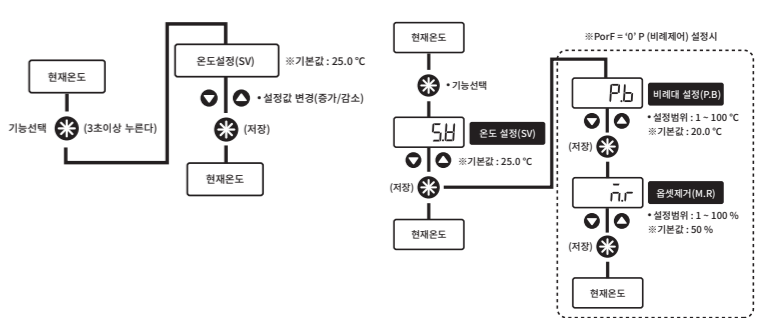 현재온도
기능선택 (3초이상 누른다)
온도설정(SV) ※기본값 : 25.0 ℃
• 설정값 변경(증가/감소)
(저장)
현재온도
현재온도
• 기능선택
S.V 온도 설정(SV)
※기본값 : 25.0 ℃
(저장)
현재온도
※PorF = ‘0’ P (비례제어) 설정시
P.b 비례대 설정(P.B)
• 설정범위 : 1 ~ 100 ℃
※기본값 : 20.0 ℃
(저장)
m.r 옵셋제거(M.R)
• 설정범위 : 1 ~ 100 %
※기본값 : 50 %
(저장)
현재온도